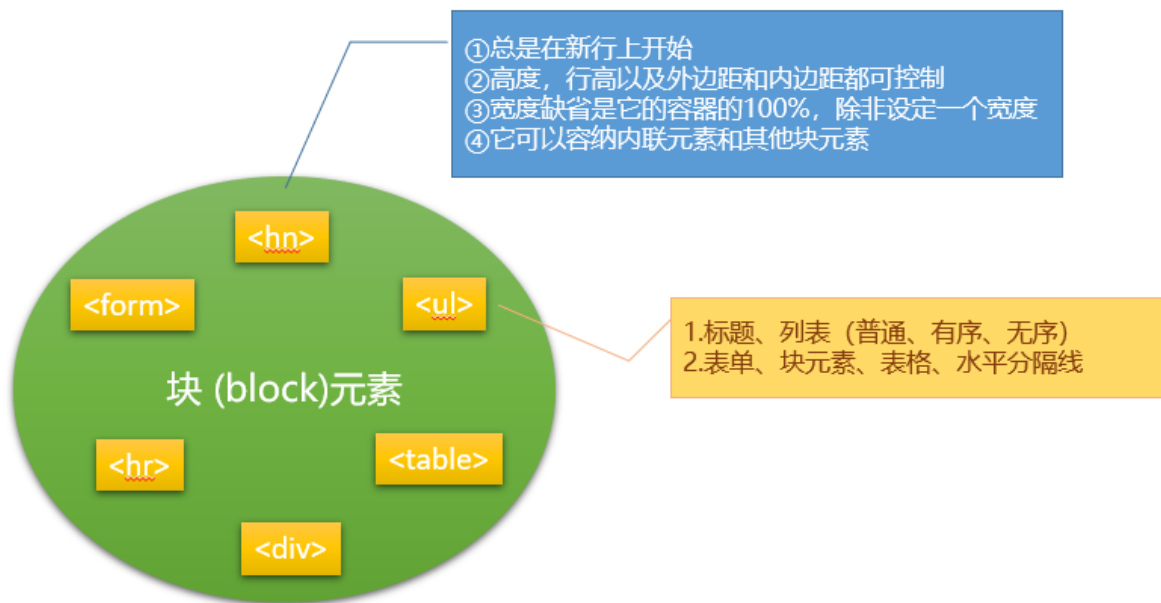 ①总是在新行上开始
②高度，行高以及外边距和内边距都可控制
③宽度缺省是它的容器的100%，除非设定一个宽度
④它可以容纳内联元素和其他块元素
<hn>
<form>
<ul>
1.标题、列表（普通、有序、无序）
2.表单、块元素、表格、水平分隔线
块 (block)元素
<hr>
<table>
<div>